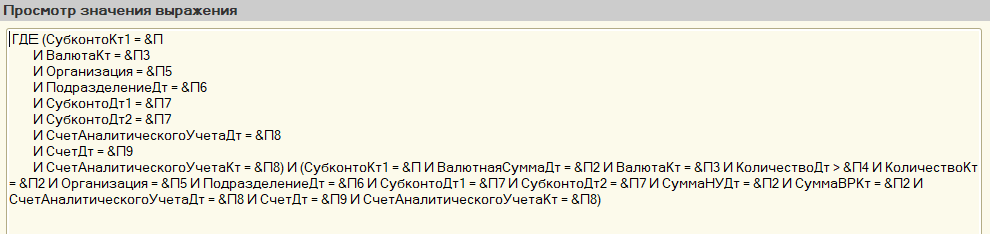 Просмотр значения выражения
ГДЕ (СубконтоКт1 = &П
И ВалютаКт = &П3
И Организация = &П5
И ПодразделениеДт = &П6
И СубконтоДт1 = &П7
И СубконтоДт2 = &П7
И СчетАналитическогоУчетаДт = &П8
И СчетДт = &П9
И СчетАналитическогоУчетаКт = &П8) И (СубконтоКт1 = &П И ВалютнаяСуммаДт = &П2 И ВалютаКт = &П3 И КоличествоДт > &П4 И КоличествоКт
= &П2 И Организация = &П5 И ПодразделениеДт = &П6 И СубконтоДт1 = &П7 И СубконтоДт2 = &П7 И СуммаНУДт = &П2 И СуммаВРКт = &П2 И
СчетАналитическогоУчетаДт = &П8 И СчетДт = &П9 И СчетАналитическогоУчетаКт = &П8)